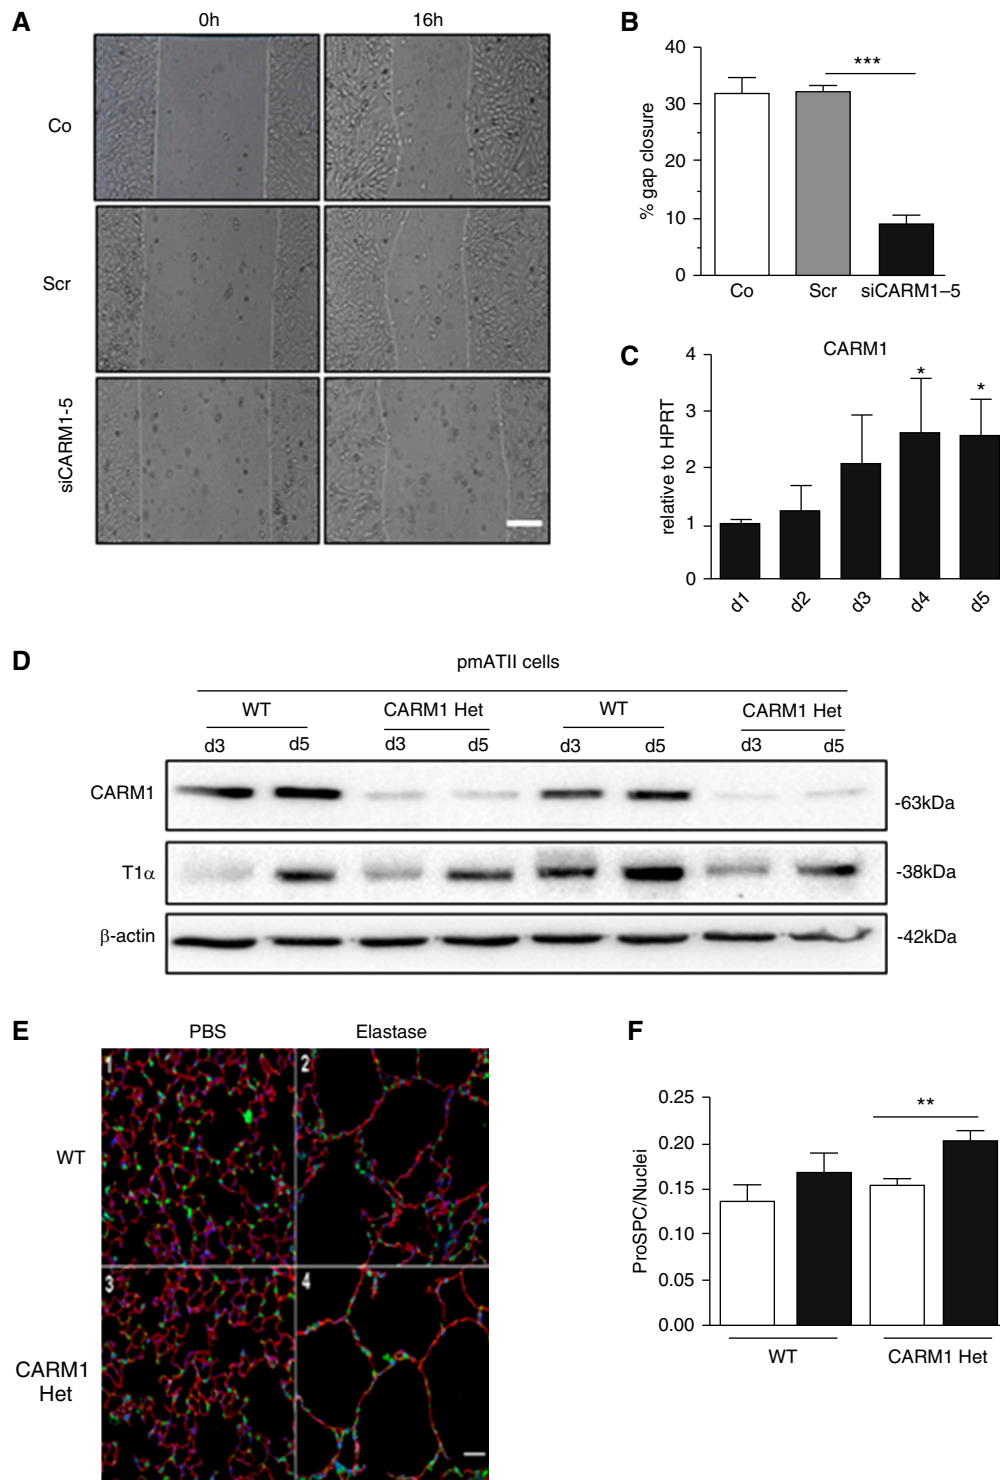 A
0h 16h
Co
Scr
siCARM1-5
B
40
30
20
10
0
% gap closure
***
Co Scr siCARM1–5
C
CARM1
4
3
2
1
0
relative to HPRT
* *
d1 d2 d3 d4 d5
D
pmATII cells
WT CARM1 Het WT CARM1 Het
d3 d5 d3 d5 d3 d5 d3 d5
CARM1 -63kDa
T1α -38kDa
β-actin -42kDa
E
PBS Elastase
1 2
WT
3 4
CARM1
Het
F
0.25
0.20
0.15
0.10
0.05
0.00
ProSPC/Nuclei
**
WT CARM1 Het